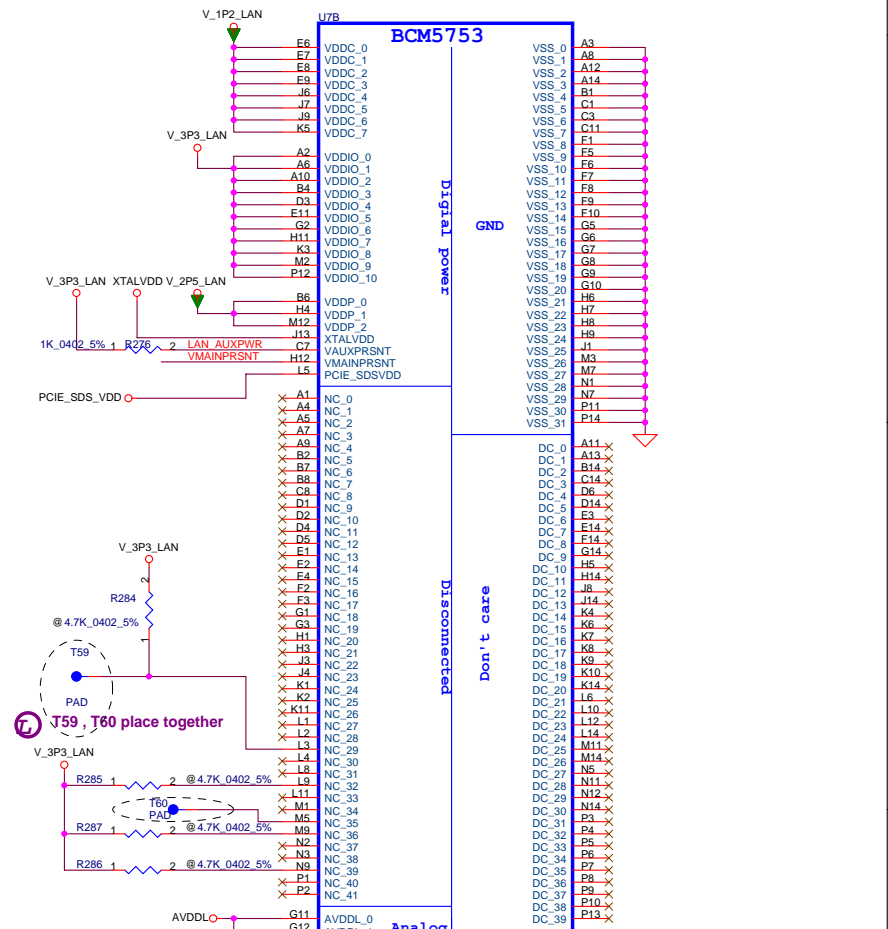 V_1P2_LAN
U7B
BCM5753
E6 VDDC_0
E7 VDDC_1
E8 VDDC_2
E9 VDDC_3
J6 VDDC_4
J7 VDDC_5
J9 VDDC_6
K5 VDDC_7
V_3P3_LAN
A2 VDDIO_0
A6 VDDIO_1
A10 VDDIO_2
B4 VDDIO_3
D3 VDDIO_4
E11 VDDIO_5
G2 VDDIO_6
H11 VDDIO_7
K3 VDDIO_8
M2 VDDIO_9
P12 VDDIO_10
V_3P3_LAN XTALVDD V_2P5_LAN
B6 VDDP_0
H4 VDDP_1
M12 VDDP_2
J13 XTALVDD
1K_0402_5% 1 R276 2 LAN_AUXPWR C7 VAUXPRSNT
VMAINPRSNT H12 VMAINPRSNT
L5 PCIE_SDSVDD
PCIE_SDS_VDD
Digial power
GND
VSS_0 A3
VSS_1 A8
VSS_2 A12
VSS_3 A14
VSS_4 B1
VSS_5 C1
VSS_6 C3
VSS_7 C11
VSS_8 F1
VSS_9 F5
VSS_10 F6
VSS_11 F7
VSS_12 F8
VSS_13 F9
VSS_14 F10
VSS_15 G5
VSS_16 G6
VSS_17 G7
VSS_18 G8
VSS_19 G9
VSS_20 G10
VSS_21 H6
VSS_22 H7
VSS_23 H8
VSS_24 H9
VSS_25 J1
VSS_26 M3
VSS_27 M7
VSS_28 N1
VSS_29 N7
VSS_30 P11
VSS_31 P14
A1 NC_0
A4 NC_1
A5 NC_2
A7 NC_3
A9 NC_4
B2 NC_5
B7 NC_6
B8 NC_7
C8 NC_8
D1 NC_9
D2 NC_10
D4 NC_11
D5 NC_12
E1 NC_13
E2 NC_14
E4 NC_15
F2 NC_16
F3 NC_17
G1 NC_18
G3 NC_19
H1 NC_20
H3 NC_21
J3 NC_22
J4 NC_23
K1 NC_24
K2 NC_25
K11 NC_26
L1 NC_27
L2 NC_28
L3 NC_29
L4 NC_30
L8 NC_31
L9 NC_32
L11 NC_33
M1 NC_34
M5 NC_35
M9 NC_36
N2 NC_37
N3 NC_38
N9 NC_39
P1 NC_40
P2 NC_41
Disconnected
Don't care
DC_0 A11
DC_1 A13
DC_2 B14
DC_3 C14
DC_4 D6
DC_5 D14
DC_6 E3
DC_7 E14
DC_8 F14
DC_9 G14
DC_10 H5
DC_11 H14
DC_12 J8
DC_13 J14
DC_14 K4
DC_15 K6
DC_16 K7
DC_17 K8
DC_18 K9
DC_19 K10
DC_20 K14
DC_21 L6
DC_22 L10
DC_23 L12
DC_24 L14
DC_25 M11
DC_26 M14
DC_27 N5
DC_28 N11
DC_29 N12
DC_30 N14
DC_31 P3
DC_32 P4
DC_33 P5
DC_34 P6
DC_35 P7
DC_36 P8
DC_37 P9
DC_38 P10
DC_39 P13
V_3P3_LAN
2
R284
@4.7K_0402_5%
1
T59
PAD
L T59 , T60 place together
V_3P3_LAN
R285 1 2 @4.7K_0402_5%
T60
PAD
R287 1 2 @4.7K_0402_5%
R286 1 2 @4.7K_0402_5%
AVDDL G11 AVDDL_0
G12
Analog